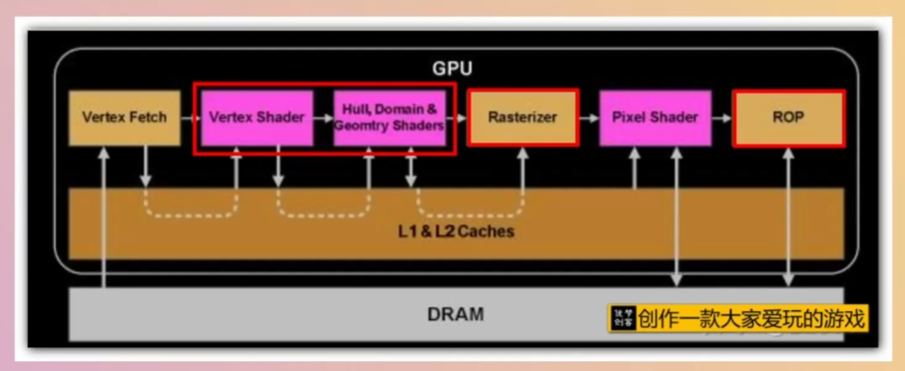 GPU
Vertex Fetch
Vertex Shader
Hull, Domain &
Geomtry Shaders
Rasterizer
Pixel Shader
ROP
L1 & L2 Caches
DRAM
创作一款大家爱玩的游戏